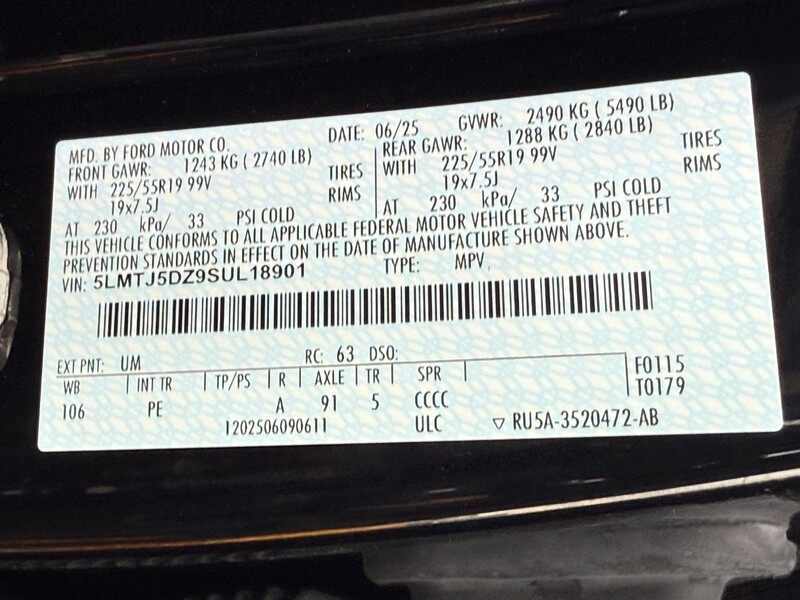 MFD. BY FORD MOTOR CO. DATE: 06/25 GVWR: 2490 KG ( 5490 LB)
FRONT GAWR: 1243 KG ( 2740 LB) REAR GAWR: 1288 KG ( 2840 LB)
WITH 225/55R19 99V TIRES WITH 225/55R19 99V TIRES
19x7.5J RIMS 19x7.5J RIMS
AT 230 kPa/ 33 PSI COLD AT 230 kPa/ 33 PSI COLD
THIS VEHICLE CONFORMS TO ALL APPLICABLE FEDERAL MOTOR VEHICLE SAFETY AND THEFT
PREVENTION STANDARDS IN EFFECT ON THE DATE OF MANUFACTURE SHOWN ABOVE.
VIN: 5LMTJ5DZ9SUL18901 TYPE: MPV
EXT PNT: UM RC: 63 DSO:
WB INT TR TP/PS R AXLE TR SPR F0115
106 PE A 91 5 CCCC T0179
1202506090611 ULC ▽ RU5A-3520472-AB